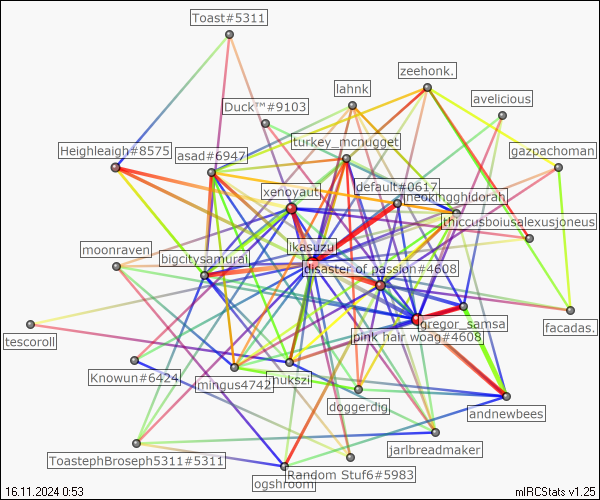 Toast#5311
zeehonk.
lahnk
avelicious
Duck™#9103
turkey_mcnugget
Heighleaigh#8575
asad#6947
gazpachoman
default#0617
neokingghidorah
xenoyaut
thiccusboiusalexusjoneus
moonraven
ikasuzu
bigcitysamurai
disaster of passion#4608
tescoroll
gregor_samsa
facadas.
pink hair woag#4608
Knowun#6424
mingus4742
mukszi
doggerdig
andnewbees
ToastephBroseph5311#5311
jarlbreadmaker
Random Stuf6#5983
ogshroom
16.11.2024 0:53
mIRCStats v1.25